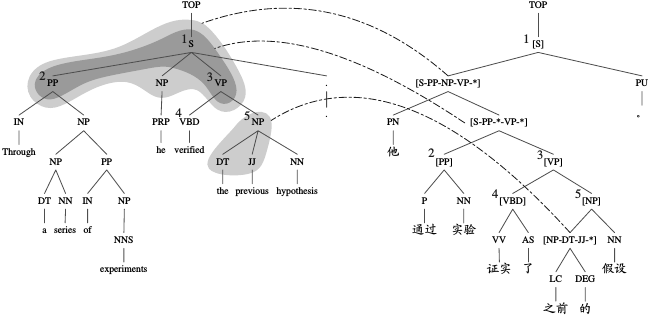 TOP TOP
1 S 1 [S]
2 PP NP 3 VP . [S-PP-NP-VP-*] PU
IN NP PRP 4 VBD 5 NP PN [S-PP-*-VP-*] 。
Through he verified . 他
NP PP DT JJ NN 2 [PP] 3 [VP]
the previous hypothesis
DT NN IN NP P NN 4 [VBD] 5 [NP]
a series of 通过 实验
NNS VV AS [NP-DT-JJ-*] NN
experiments 证实 了 假设
LC DEG
之前 的